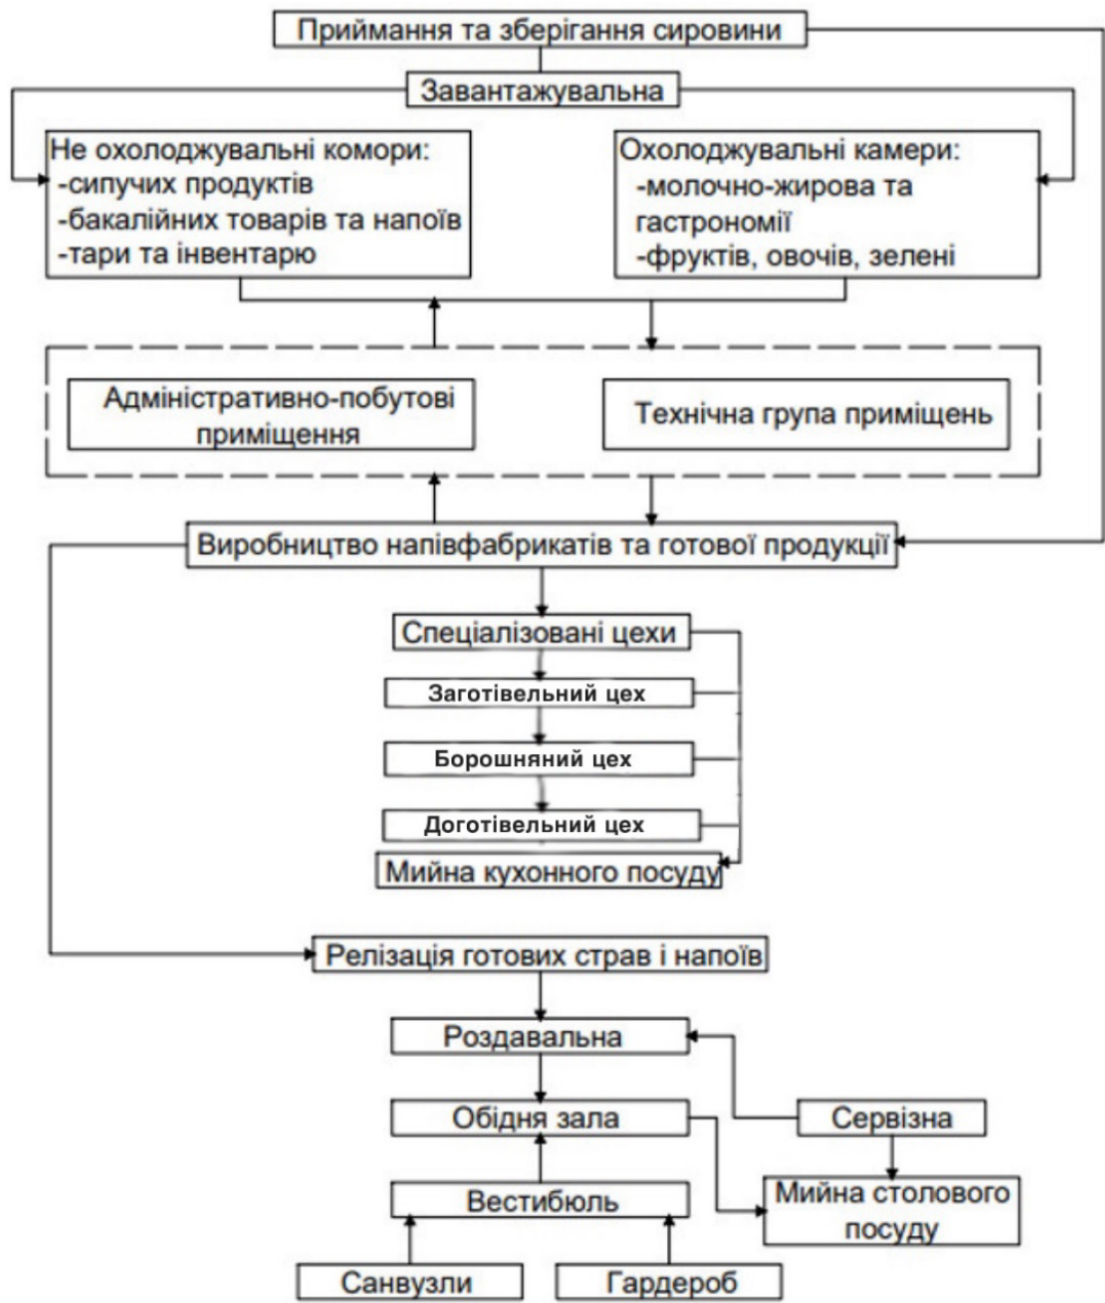 Приймання та зберігання сировини
Завантажувальна
Не охолоджувальні комори:
-сипучих продуктів
-бакалійних товарів та напоїв
-тари та інвентарю
Охолоджувальні камери:
-молочно-жирова та
гастрономії
-фруктів, овочів, зелені
Адміністративно-побутові
приміщення
Технічна група приміщень
Виробництво напівфабрикатів та готової продукції
Спеціалізовані цехи
Заготівельний цех
Борошняний цех
Доготівельний цех
Мийна кухонного посуду
Релізація готових страв і напоїв
Роздавальна
Обідня зала
Сервізна
Вестибюль
Мийна столового
посуду
Санвузли
Гардероб